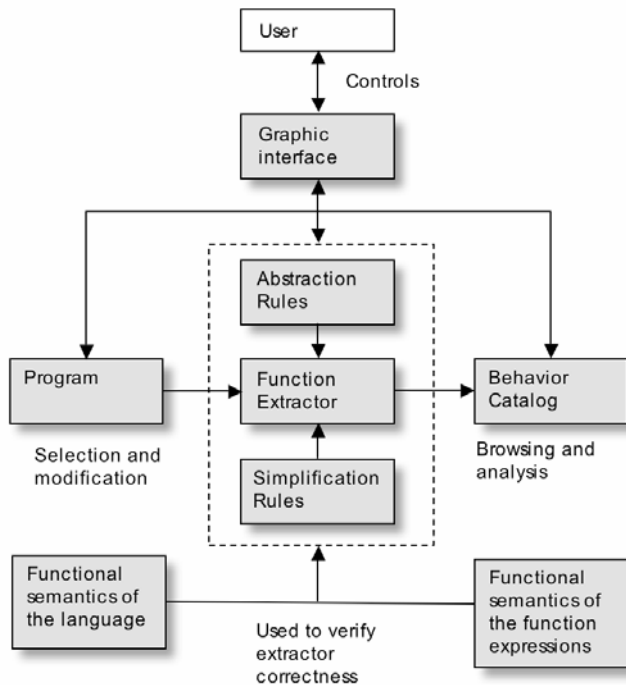 User
Controls
Graphic
interface
Abstraction
Rules
Program
Function
Extractor
Behavior
Catalog
Selection and
modification
Browsing and
analysis
Simplification
Rules
Functional
semantics of
the language
Used to verify
extractor
correctness
Functional
semantics of
the function
expressions